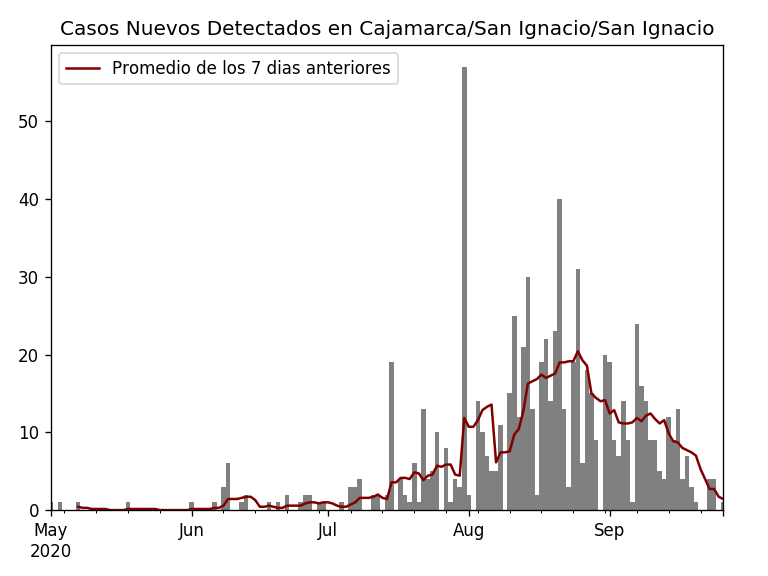 Casos Nuevos Detectados en Cajamarca/San Ignacio/San Ignacio
Promedio de los 7 dias anteriores
50
40
30
20
10
0
May Jun Jul Aug Sep
2020